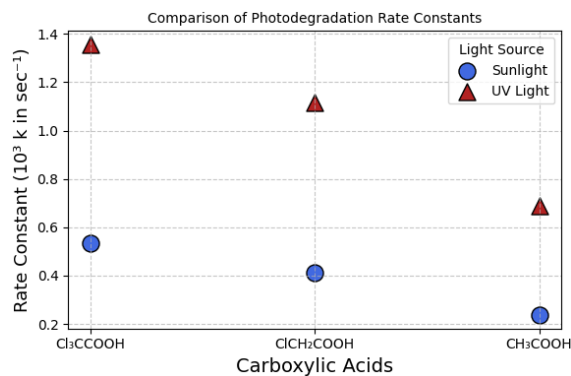 Comparison of Photodegradation Rate Constants
Rate Constant (10³ k in sec⁻¹)
1.4
1.2
1.0
0.8
0.6
0.4
0.2
Light Source
Sunlight
UV Light
Cl₃CCOOH
ClCH₂COOH
CH₃COOH
Carboxylic Acids